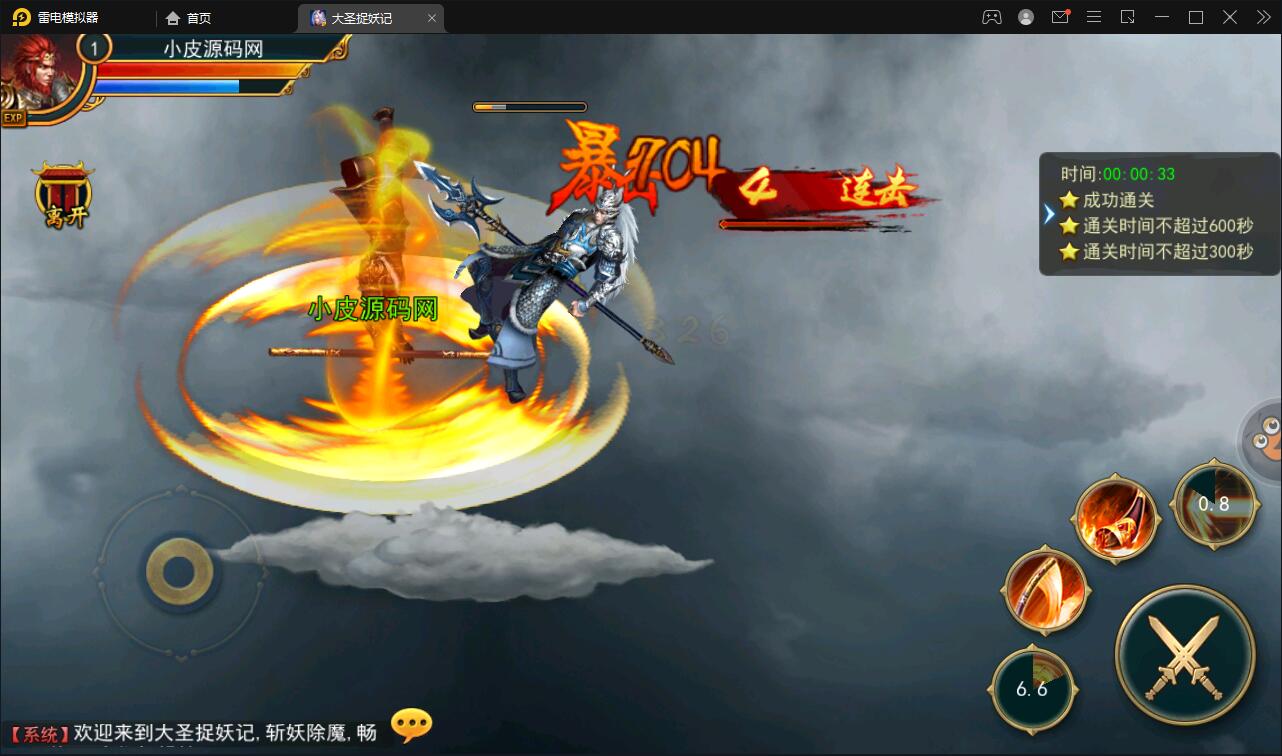 雷电模拟器
首页
大圣捉妖记
1
小皮源码网
EXP
离开
暴
04
4 连击
时间:00:00:33
成功通关
通关时间不超过600秒
通关时间不超过300秒
小皮源码网
326
0.8
6.6
【系统】欢迎来到大圣捉妖记,斩妖除魔,畅